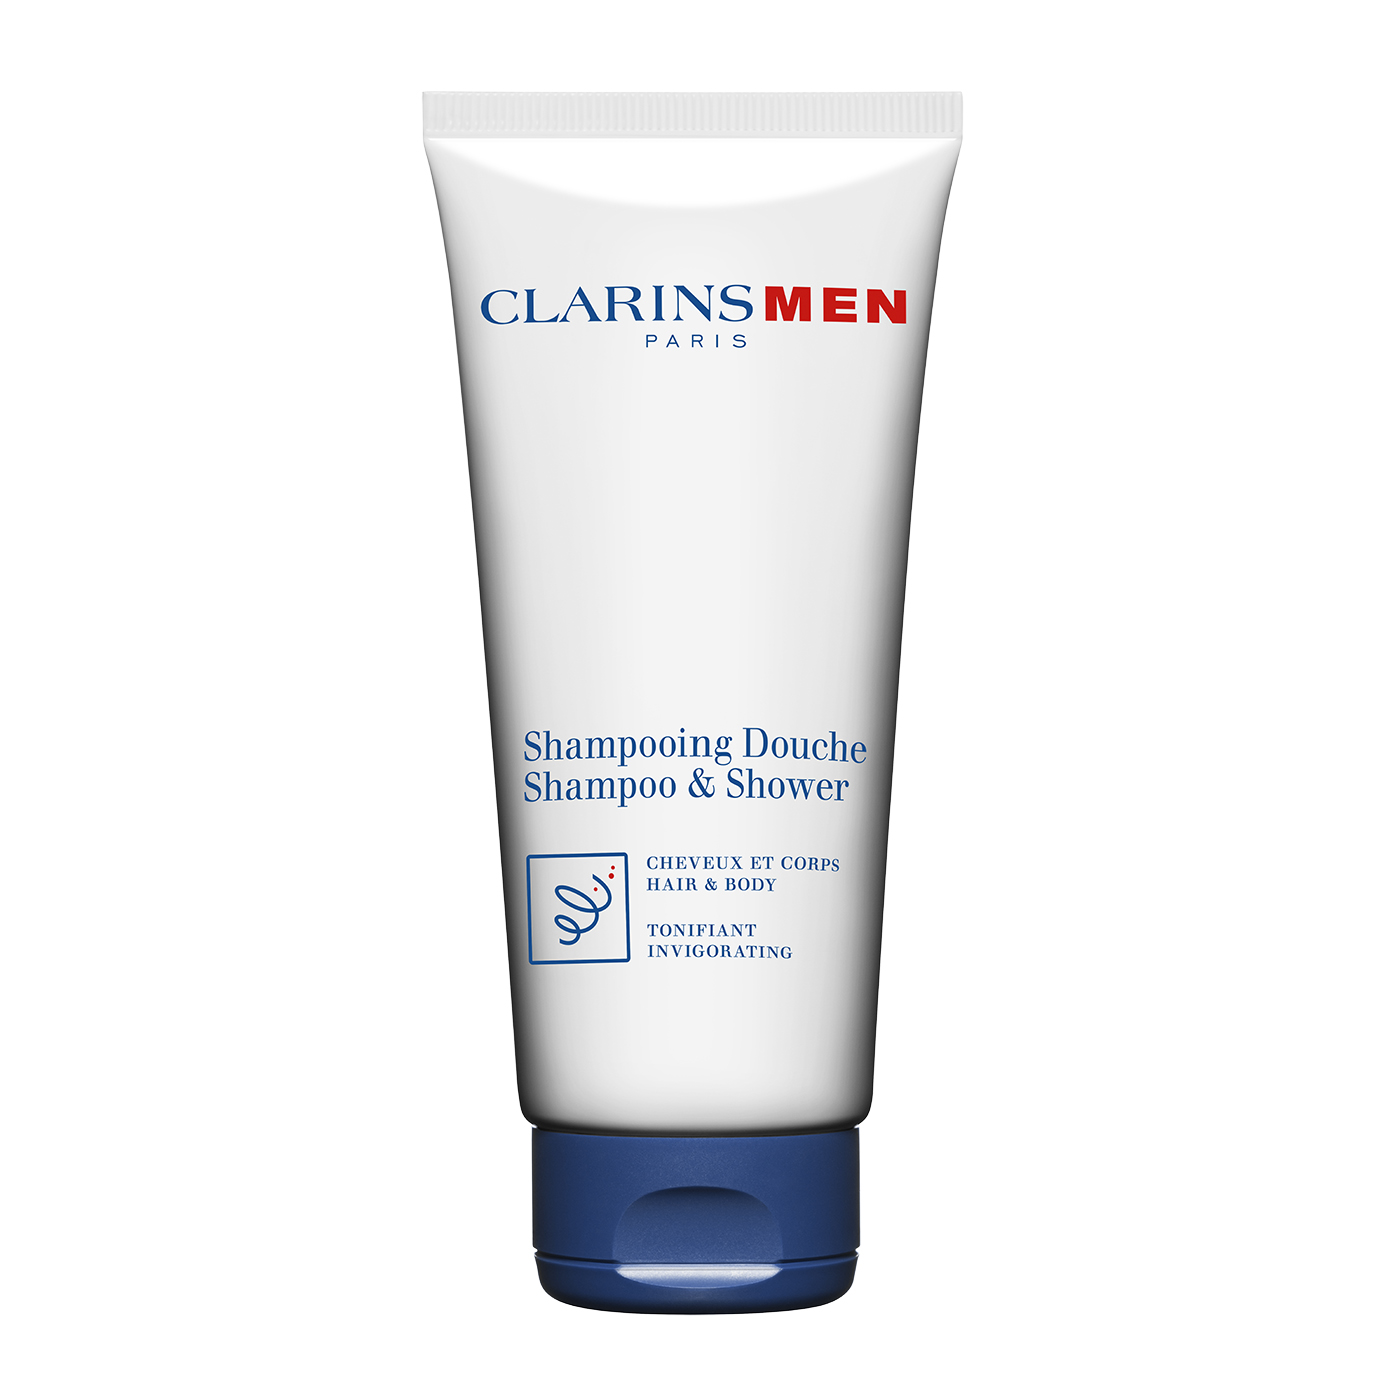 CLARINSMEN
PARIS
Shampooing Douche
Shampoo & Shower
CHEVEUX ET CORPS
HAIR & BODY
TONIFIANT
INVIGORATING